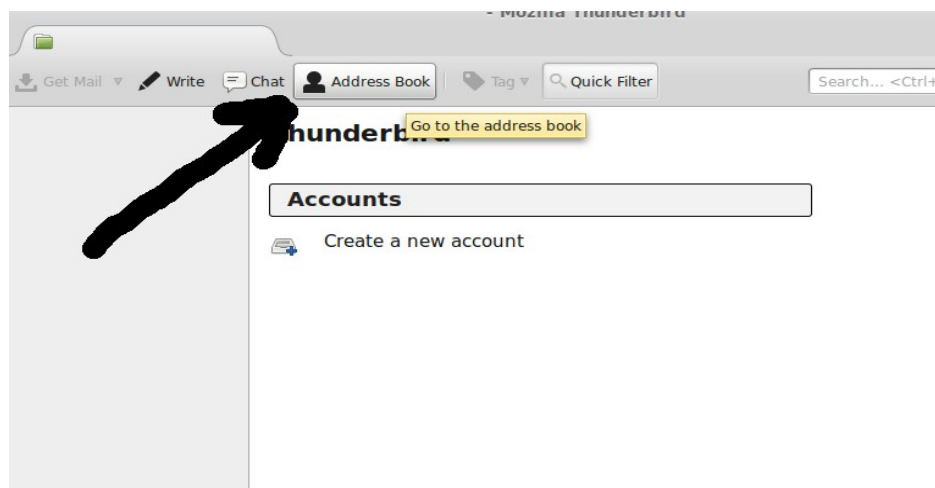 - Mozilla Thunderbird
Get Mail Write Chat Address Book Tag Quick Filter Search... <Ctrl+
Go to the address book
Accounts
Create a new account